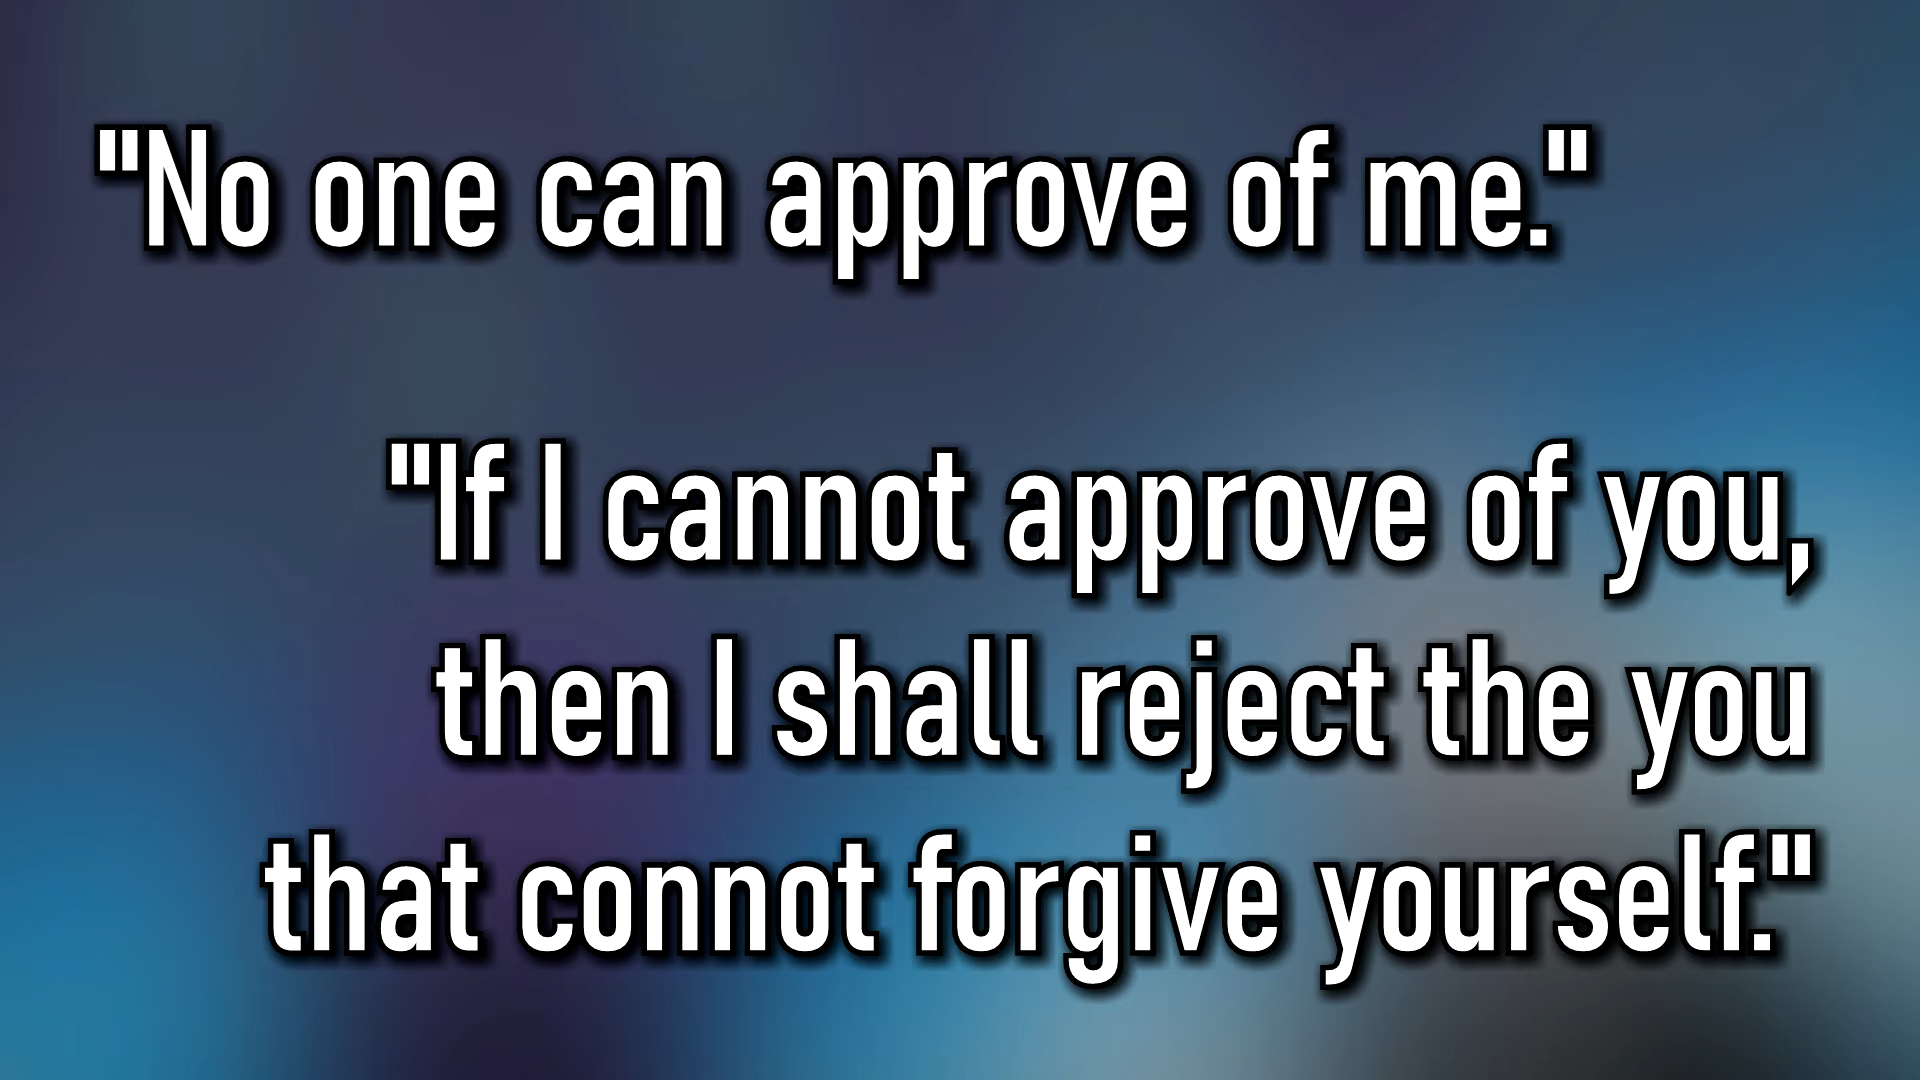 "No one can approve of me."
"If I cannot approve of you,
then I shall reject the you
that connot forgive yourself."